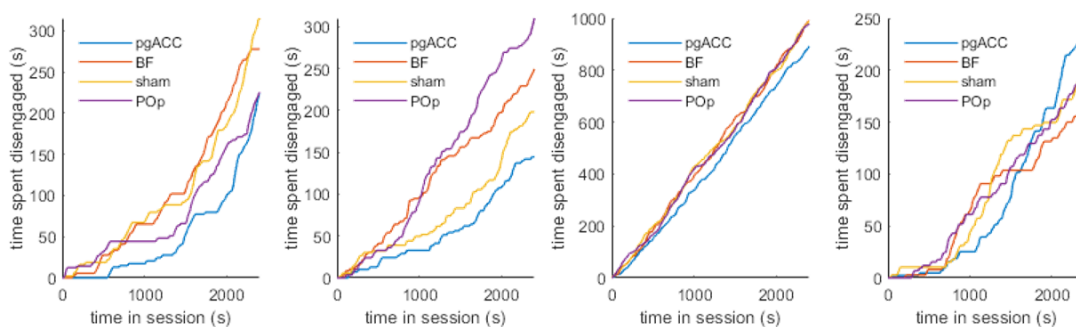 300
250
200
150
100
50
0
time spent disengaged (s)
pgACC
BF
sham
POp
0 1000 2000
time in session (s)
300
250
200
150
100
50
0
time spent disengaged (s)
pgACC
BF
sham
POp
0 1000 2000
time in session (s)
1000
800
600
400
200
0
time spent disengaged (s)
pgACC
BF
sham
POp
0 1000 2000
time in session (s)
250
200
150
100
50
0
time spent disengaged (s)
pgACC
BF
sham
POp
0 1000 2000
time in session (s)